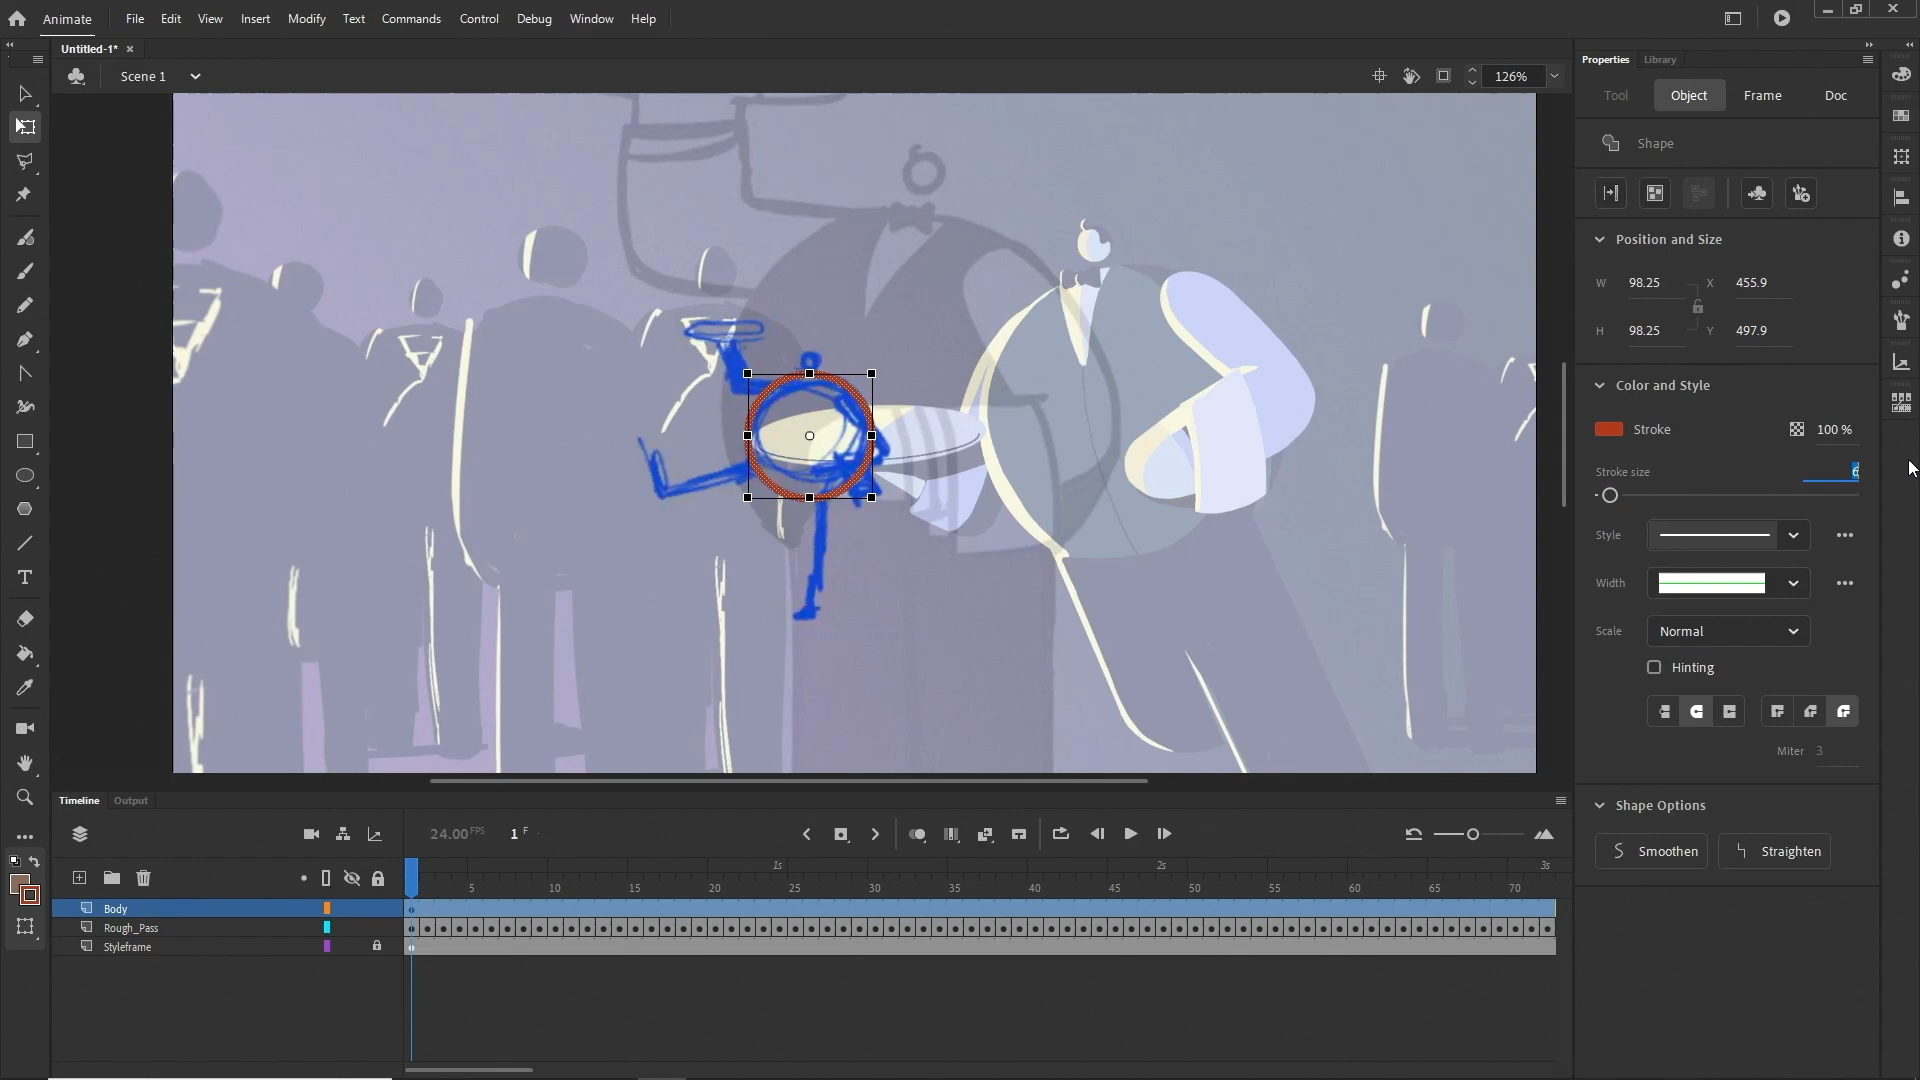 Animate File Edit View Insert Modify Text Commands Control Debug Window Help
Untitled-1*
Scene 1 126%
Properties Library
Tool Object Frame Doc
Shape
Position and Size
W 98.25 X 455.9
H 98.25 Y 497.9
Color and Style
Stroke 100 %
Stroke size
Style
Width
Scale Normal
Hinting
Miter 3
Shape Options
Smoothen Straighten
Timeline Output
24.00 FPS 1 F
1s 2s 3s
5 10 15 20 25 30 35 40 45 50 55 60 65 70
Body
Rough_Pass
Styleframe